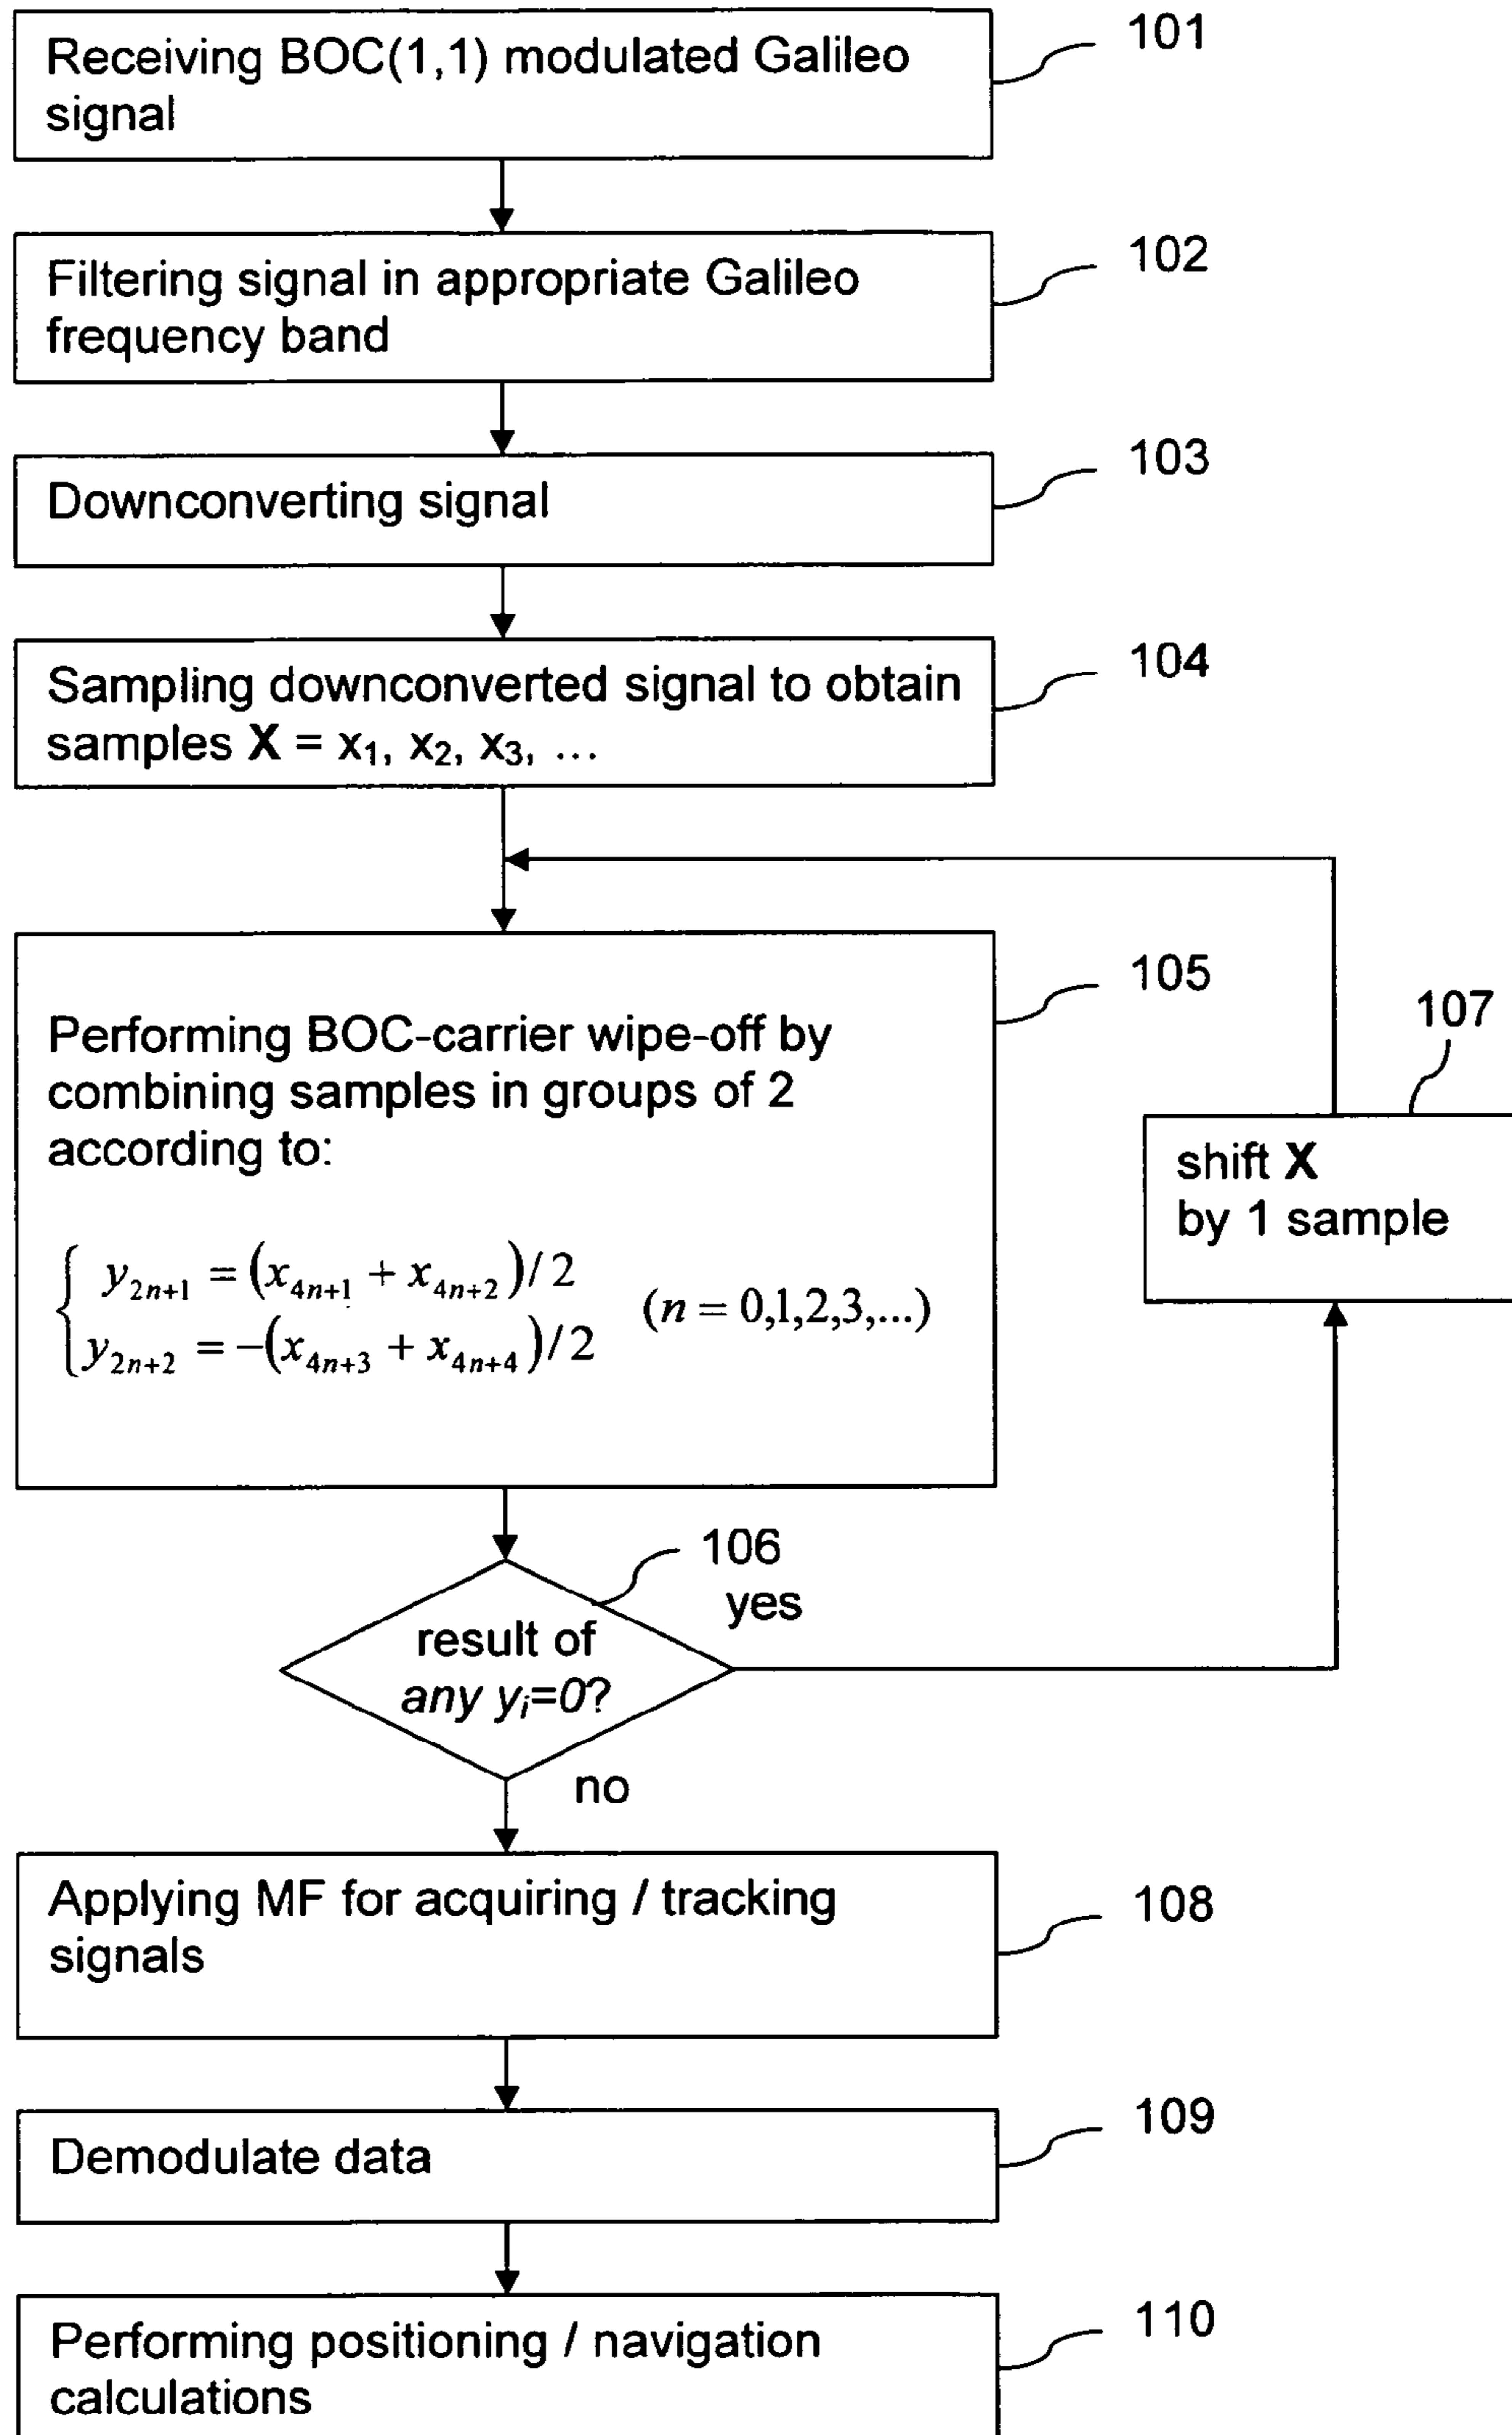 Receiving BOC(1,1) modulated Galileo
signal
101
Filtering signal in appropriate Galileo
frequency band
102
Downconverting signal
103
Sampling downconverted signal to obtain
samples X = x₁, x₂, x₃, ...
104
Performing BOC-carrier wipe-off by
combining samples in groups of 2
according to:
y₂ₙ₊₁ = (x₄ₙ₊₁ + x₄ₙ₊₂)/2
y₂ₙ₊₂ = -(x₄ₙ₊₃ + x₄ₙ₊₄)/2
(n = 0,1,2,3,...)
105
107
shift X
by 1 sample
106
yes
result of
any yᵢ=0?
no
Applying MF for acquiring / tracking
signals
108
Demodulate data
109
Performing positioning / navigation
calculations
110